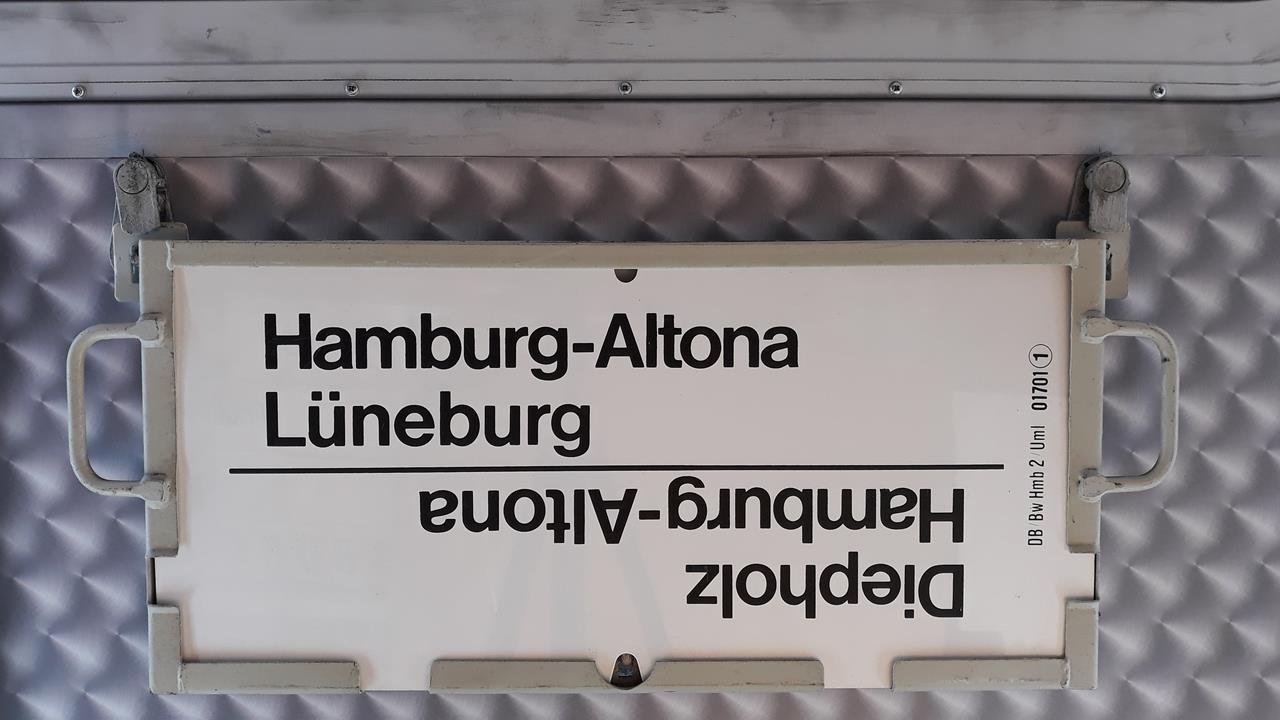 Hamburg-Altona
Lüneburg
Diepholz
Hamburg-Altona
DB / Bw Hmb 2 / Uml 01701 1